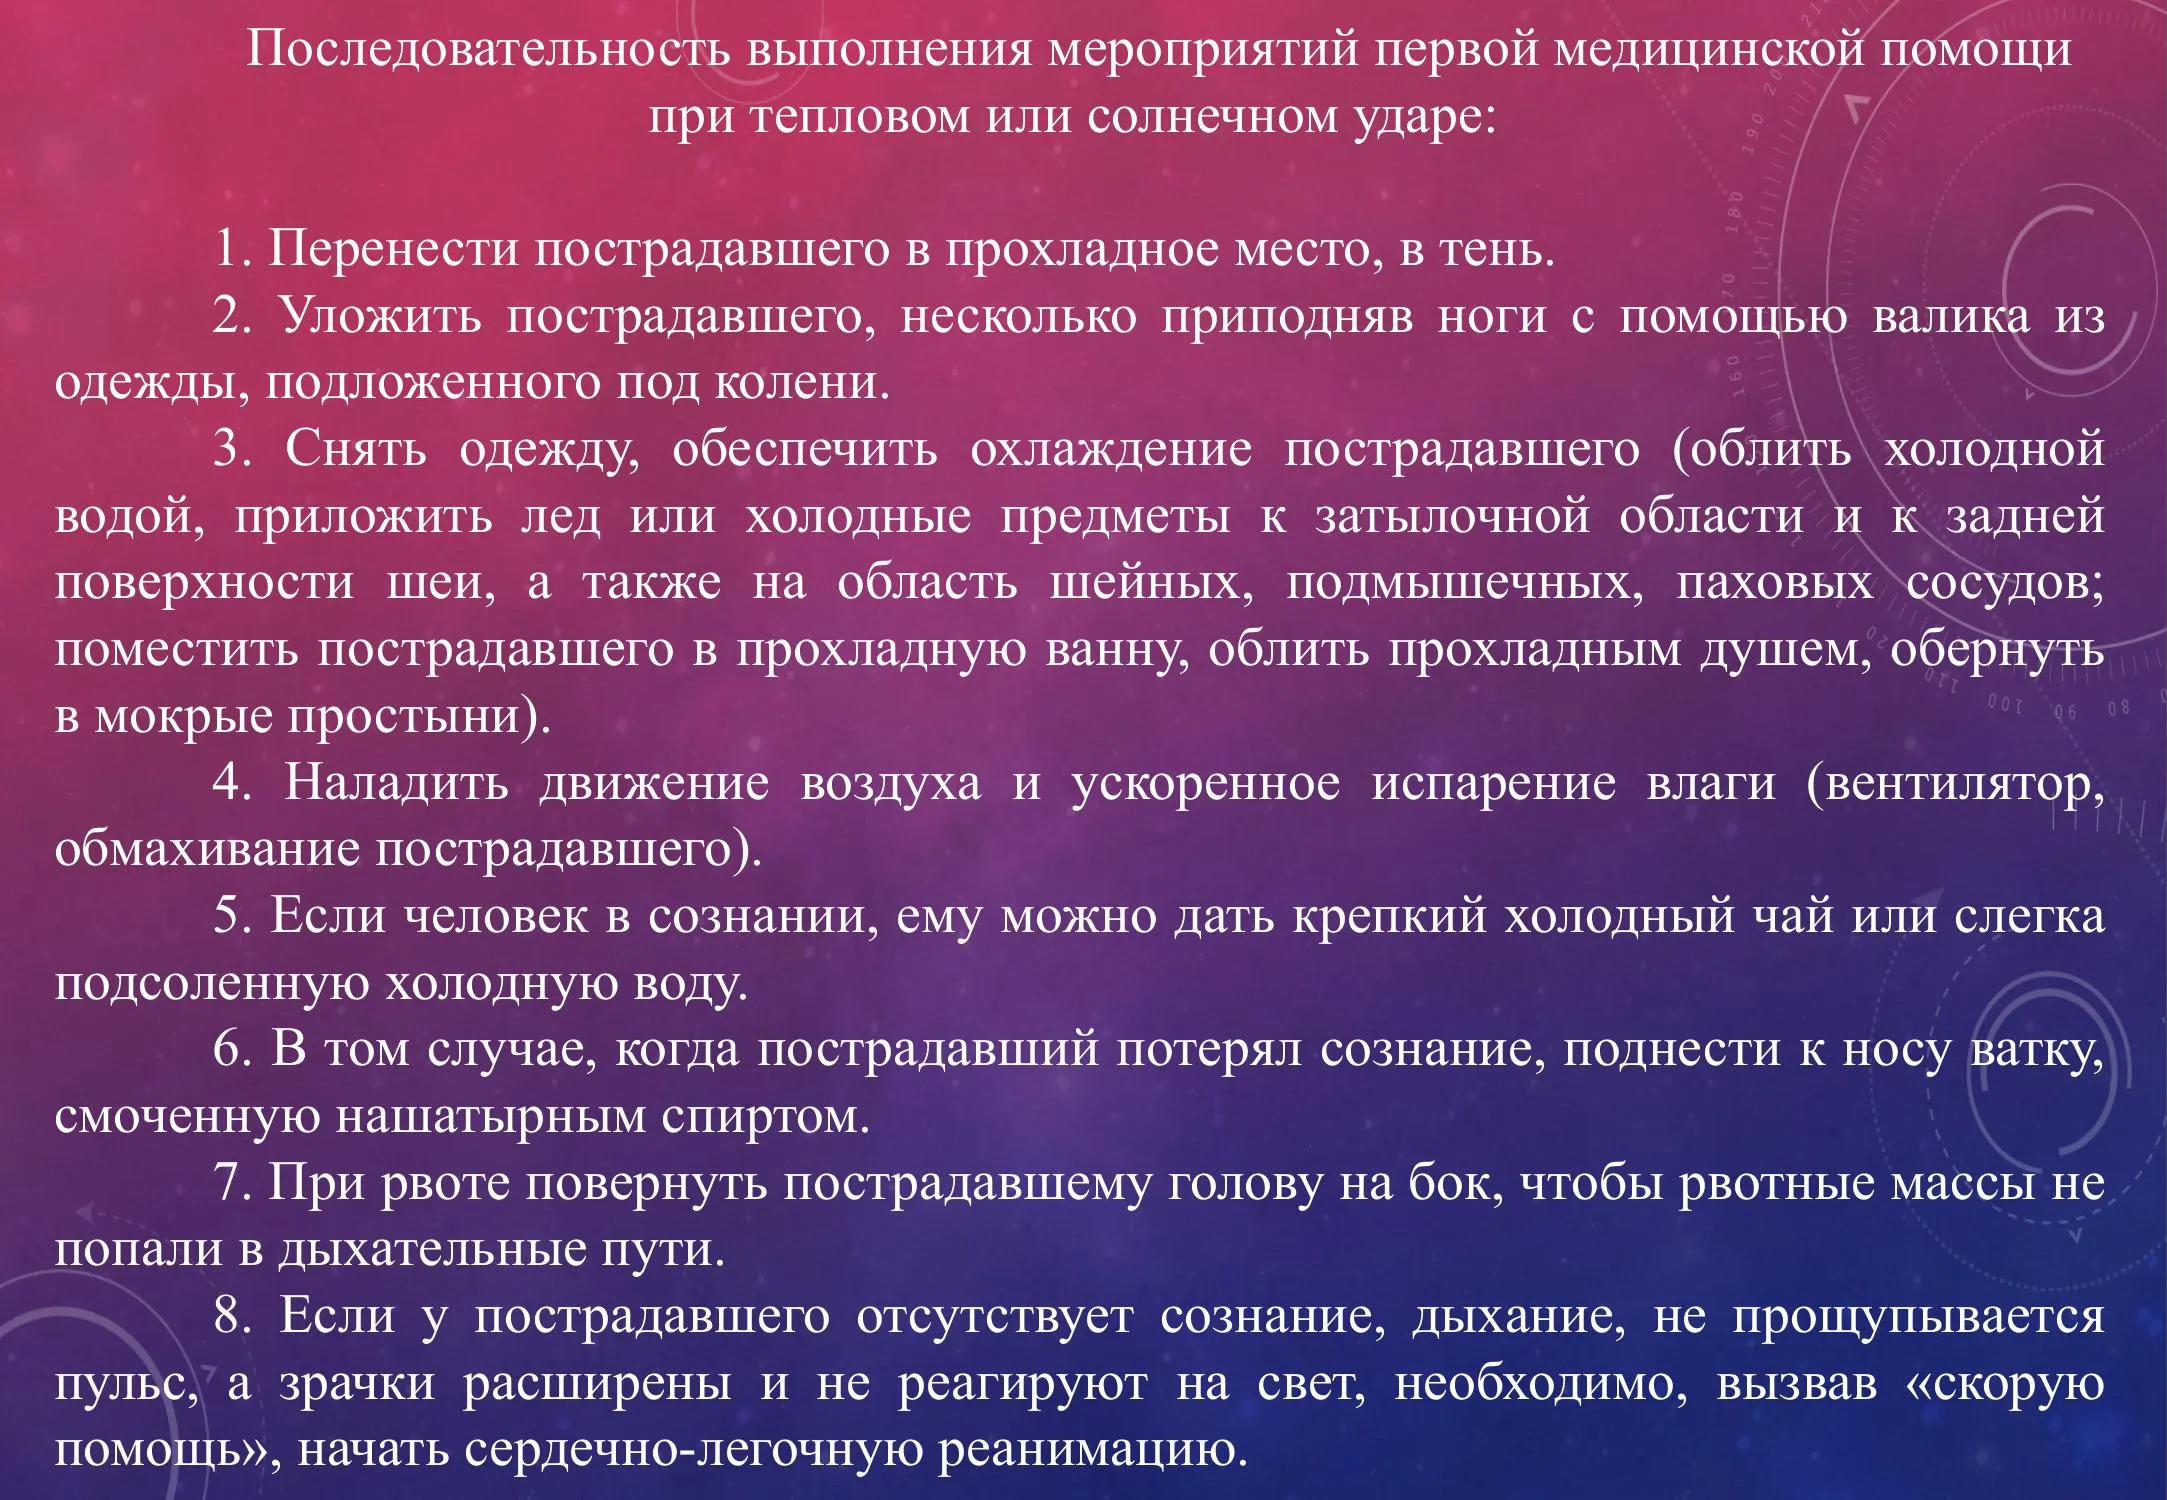 Последовательность выполнения мероприятий первой медицинской помощи
при тепловом или солнечном ударе:
1. Перенести пострадавшего в прохладное место, в тень.
2. Уложить пострадавшего, несколько приподняв ноги с помощью валика из
одежды, подложенного под колени.
3. Снять одежду, обеспечить охлаждение пострадавшего (облить холодной
водой, приложить лед или холодные предметы к затылочной области и к задней
поверхности шеи, а также на область шейных, подмышечных, паховых сосудов;
поместить пострадавшего в прохладную ванну, облить прохладным душем, обернуть
в мокрые простыни).
4. Наладить движение воздуха и ускоренное испарение влаги (вентилятор,
обмахивание пострадавшего).
5. Если человек в сознании, ему можно дать крепкий холодный чай или слегка
подсоленную холодную воду.
6. В том случае, когда пострадавший потерял сознание, поднести к носу ватку,
смоченную нашатырным спиртом.
7. При рвоте повернуть пострадавшему голову на бок, чтобы рвотные массы не
попали в дыхательные пути.
8. Если у пострадавшего отсутствует сознание, дыхание, не прощупывается
пульс, а зрачки расширены и не реагируют на свет, необходимо, вызвав «скорую
помощь», начать сердечно-легочную реанимацию.
190
180
160
110
100
90
80